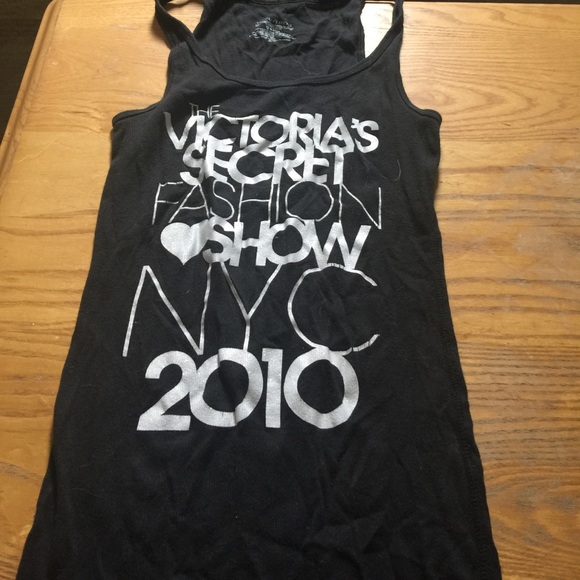 THE
VICTORIA'S
SECRET
FASHION
SHOW
NYC
2010